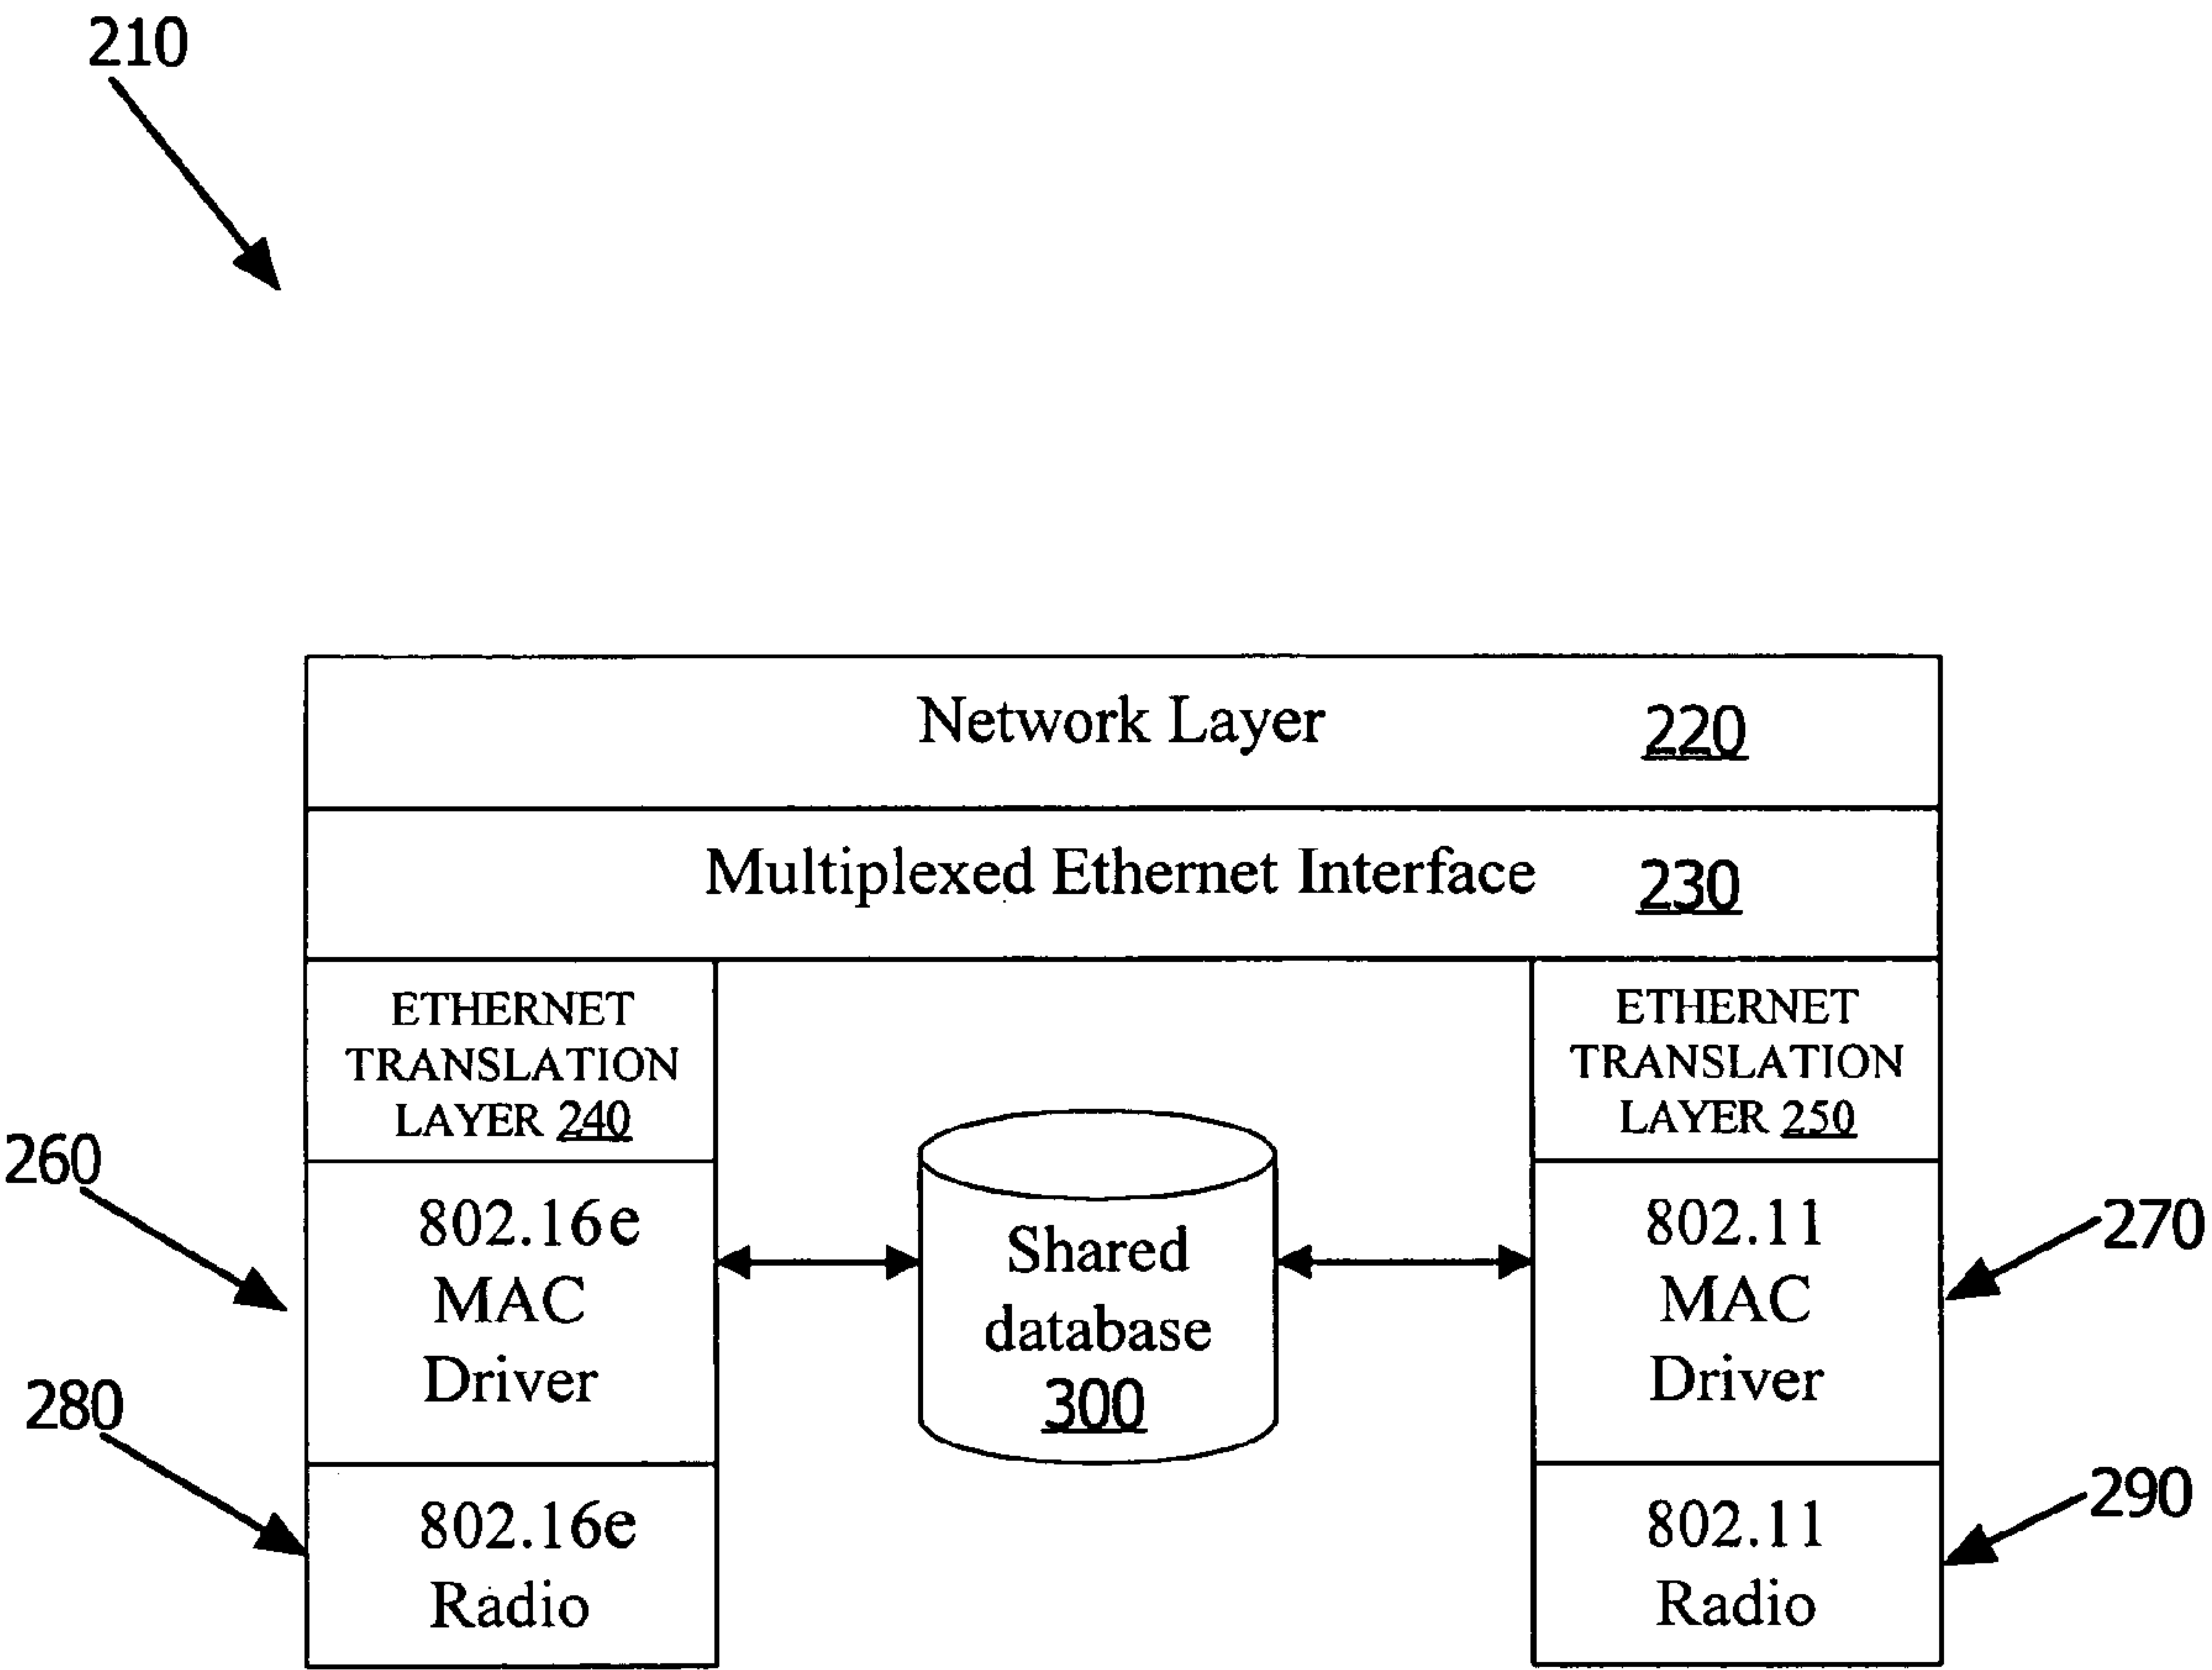 210
Network Layer 220
Multiplexed Ethernet Interface 230
ETHERNET
TRANSLATION
LAYER 240
ETHERNET
TRANSLATION
LAYER 250
260
802.16e
MAC
Driver
Shared
database
300
802.11
MAC
Driver
270
280
802.16e
Radio
802.11
Radio
290